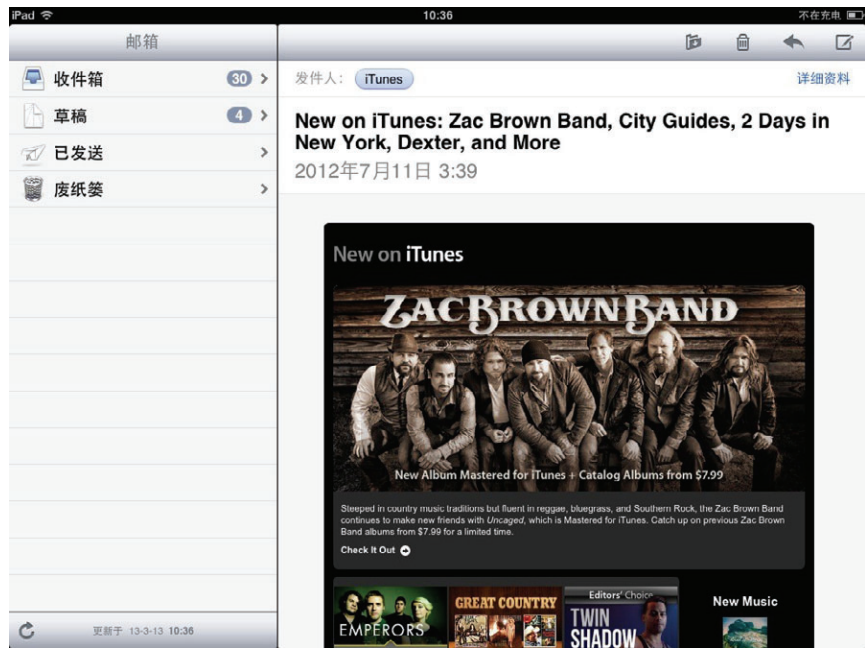 iPad
10:36
不在充电
邮箱
收件箱 30
草稿 4
已发送
废纸篓
更新于 13-3-13 10:36
发件人： iTunes 详细资料
New on iTunes: Zac Brown Band, City Guides, 2 Days in
New York, Dexter, and More
2012年7月11日 3:39
New on iTunes
ZAC BROWN BAND
New Album Mastered for iTunes + Catalog Albums from $7.99
Steeped in country music traditions but fluent in reggae, bluegrass, and Southern Rock, the Zac Brown Band
continues to make new friends with Uncaged, which is Mastered for iTunes. Catch up on previous Zac Brown
Band albums from $7.99 for a limited time.
Check It Out
EMPERORS
GREAT COUNTRY
Editors' Choice
TWIN
SHADOW
New Music